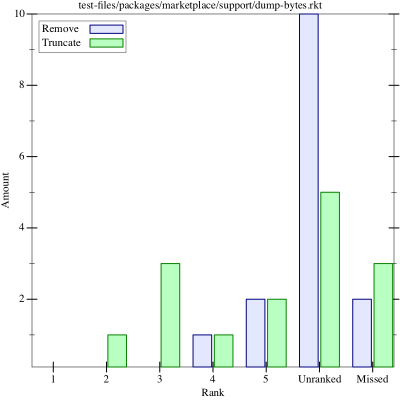 test-files/packages/marketplace/support/dump-bytes.rkt
Remove
Truncate
10
8
6
4
2
Amount
1 2 3 4 5 Unranked Missed
Rank